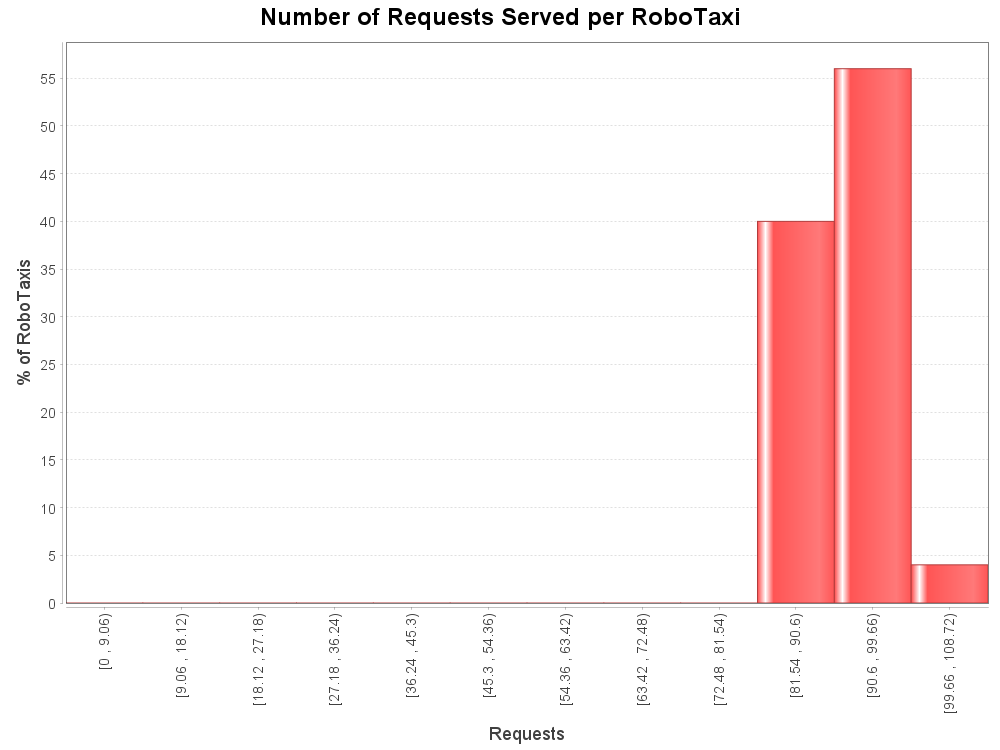 Number of Requests Served per RoboTaxi
% of RoboTaxis
55
50
45
40
35
30
25
20
15
10
5
0
[0 , 9.06)
[9.06 , 18.12)
[18.12 , 27.18)
[27.18 , 36.24)
[36.24 , 45.3)
[45.3 , 54.36)
[54.36 , 63.42)
[63.42 , 72.48)
[72.48 , 81.54)
[81.54 , 90.6)
[90.6 , 99.66)
[99.66 , 108.72)
Requests